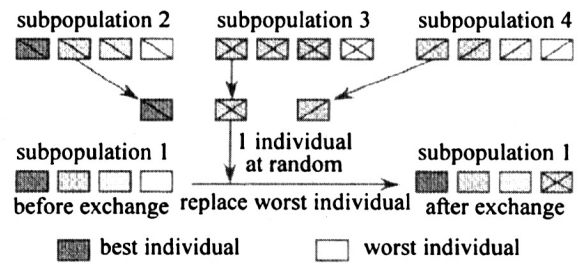 subpopulation 2 subpopulation 3 subpopulation 4
1 individual
at random
subpopulation 1 subpopulation 1
before exchange replace worst individual after exchange
best individual worst individual